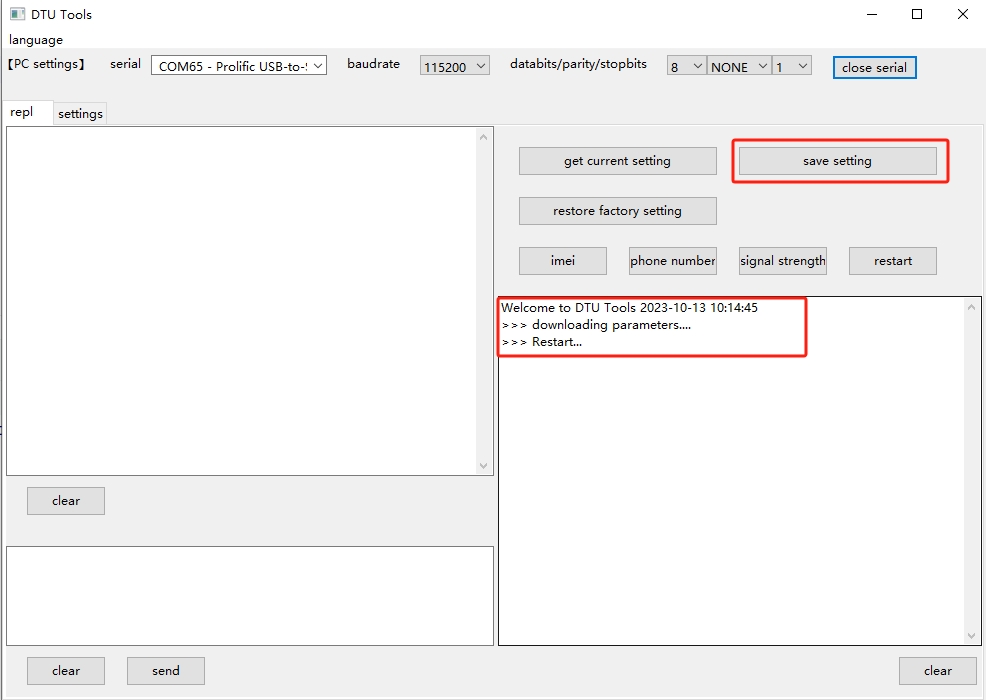 DTU Tools
language
【PC settings】 serial COM65 - Prolific USB-to-! baudrate 115200 databits/parity/stopbits 8 NONE 1 close serial
repl settings
get current setting save setting
restore factory setting
imei phone number signal strength restart
Welcome to DTU Tools 2023-10-13 10:14:45
>>> downloading parameters....
>>> Restart...
clear
clear send clear